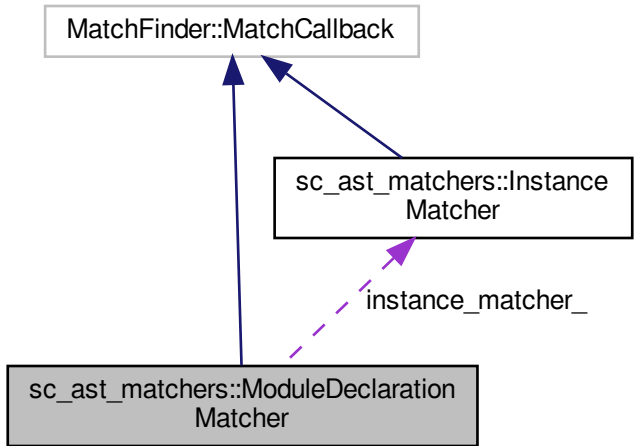 MatchFinder::MatchCallback
sc_ast_matchers::Instance
Matcher
instance_matcher_
sc_ast_matchers::ModuleDeclaration
Matcher